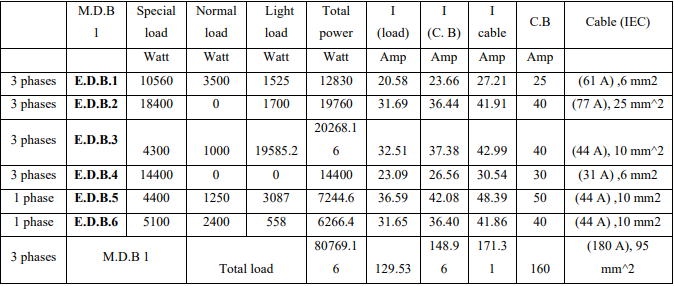 M.D.B 1 Special load Normal load Light load Total power I (load) I (C. B) I cable C.B Cable (IEC)
Watt Watt Watt Watt Amp Amp Amp Amp
3 phases E.D.B.1 10560 3500 1525 12830 20.58 23.66 27.21 25 (61 A) ,6 mm2
3 phases E.D.B.2 18400 0 1700 19760 31.69 36.44 41.91 40 (77 A), 25 mm^2
3 phases E.D.B.3 4300 1000 19585.2 20268.16 32.51 37.38 42.99 40 (44 A), 10 mm^2
3 phases E.D.B.4 14400 0 0 14400 23.09 26.56 30.54 30 (31 A) ,6 mm2
1 phase E.D.B.5 4400 1250 3087 7244.6 36.59 42.08 48.39 50 (44 A) ,10 mm2
1 phase E.D.B.6 5100 2400 558 6266.4 31.65 36.40 41.86 40 (44 A) ,10 mm2
3 phases M.D.B 1 Total load 80769.16 129.53 148.96 171.31 160 (180 A), 95 mm^2